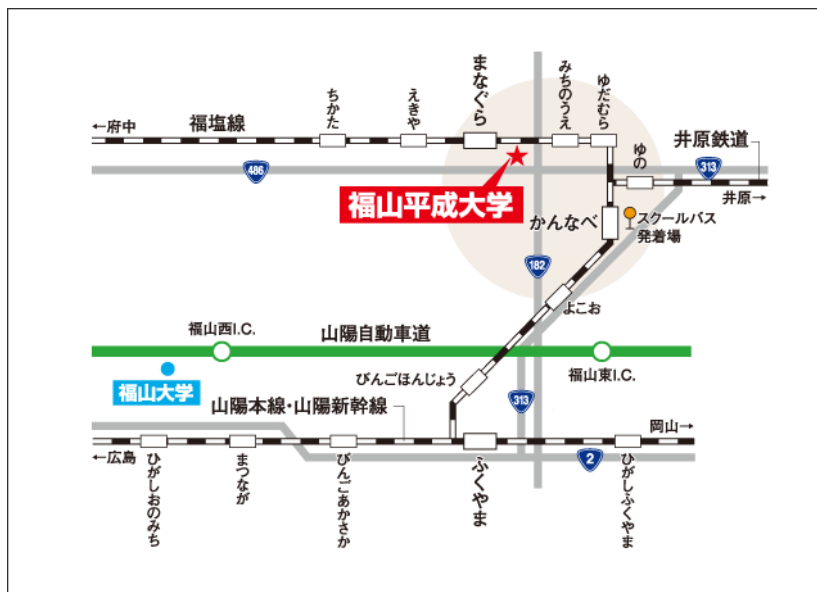 まなぐら
みちのうえ
ゆだむら
ちかた
えきや
←府中
福塩線
井原鉄道
ゆの
313
486
福山平成大学
井原→
かんなべ
スクールバス
発着場
182
よこお
福山西I.C.
山陽自動車道
福山大学
びんごほんじょう
福山東I.C.
313
山陽本線・山陽新幹線
岡山→
←広島
2
ひがしおのみち
まつなが
びんごあかさか
ふくやま
ひがしふくやま